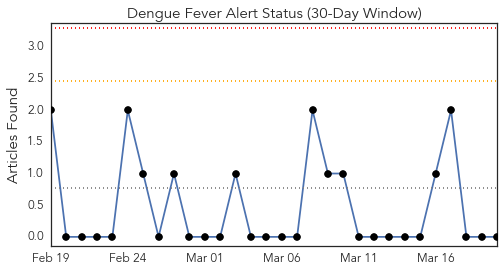 Dengue Fever Alert Status (30-Day Window)
Articles Found
3.0
2.5
2.0
1.5
1.0
0.5
0.0
Feb 19 Feb 24 Mar 01 Mar 06 Mar 11 Mar 16